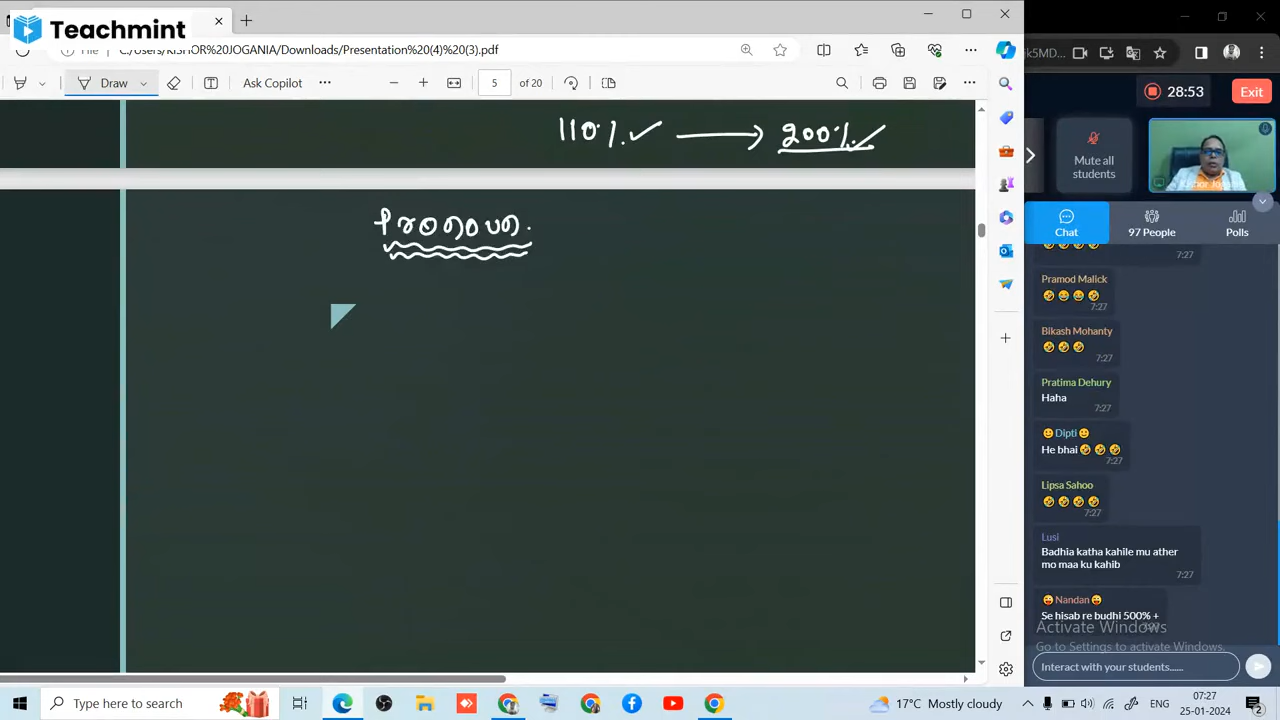 Teachmint
File
C:/Users/KISHOR%20JOGANIA/Downloads/Presentation%20(4)%20(3).pdf
Draw
Ask Copilot
5 of 20
110% ✓ → 200% ✓
Pronoun.
28:53
Exit
Mute all
students
Chat
97 People
Polls
7:27
Pramod Malick
🤣😂😂🤣
7:27
Bikash Mohanty
🤣🤣🤣
7:27
Pratima Dehury
Haha
7:27
😃Dipti😃
He bhai 🤣 🤣 🤣
7:27
Lipsa Sahoo
🤣🤣🤣🤣
7:27
Lusi
Badhia katha kahile mu ather
mo maa ku kahib
7:27
😛Nandan😛
Se hisab re budhi 500% +
Activate Windows
Go to Settings to activate Windows.
Interact with your students......
Type here to search
17°C Mostly cloudy
ENG
07:27
25-01-2024
2